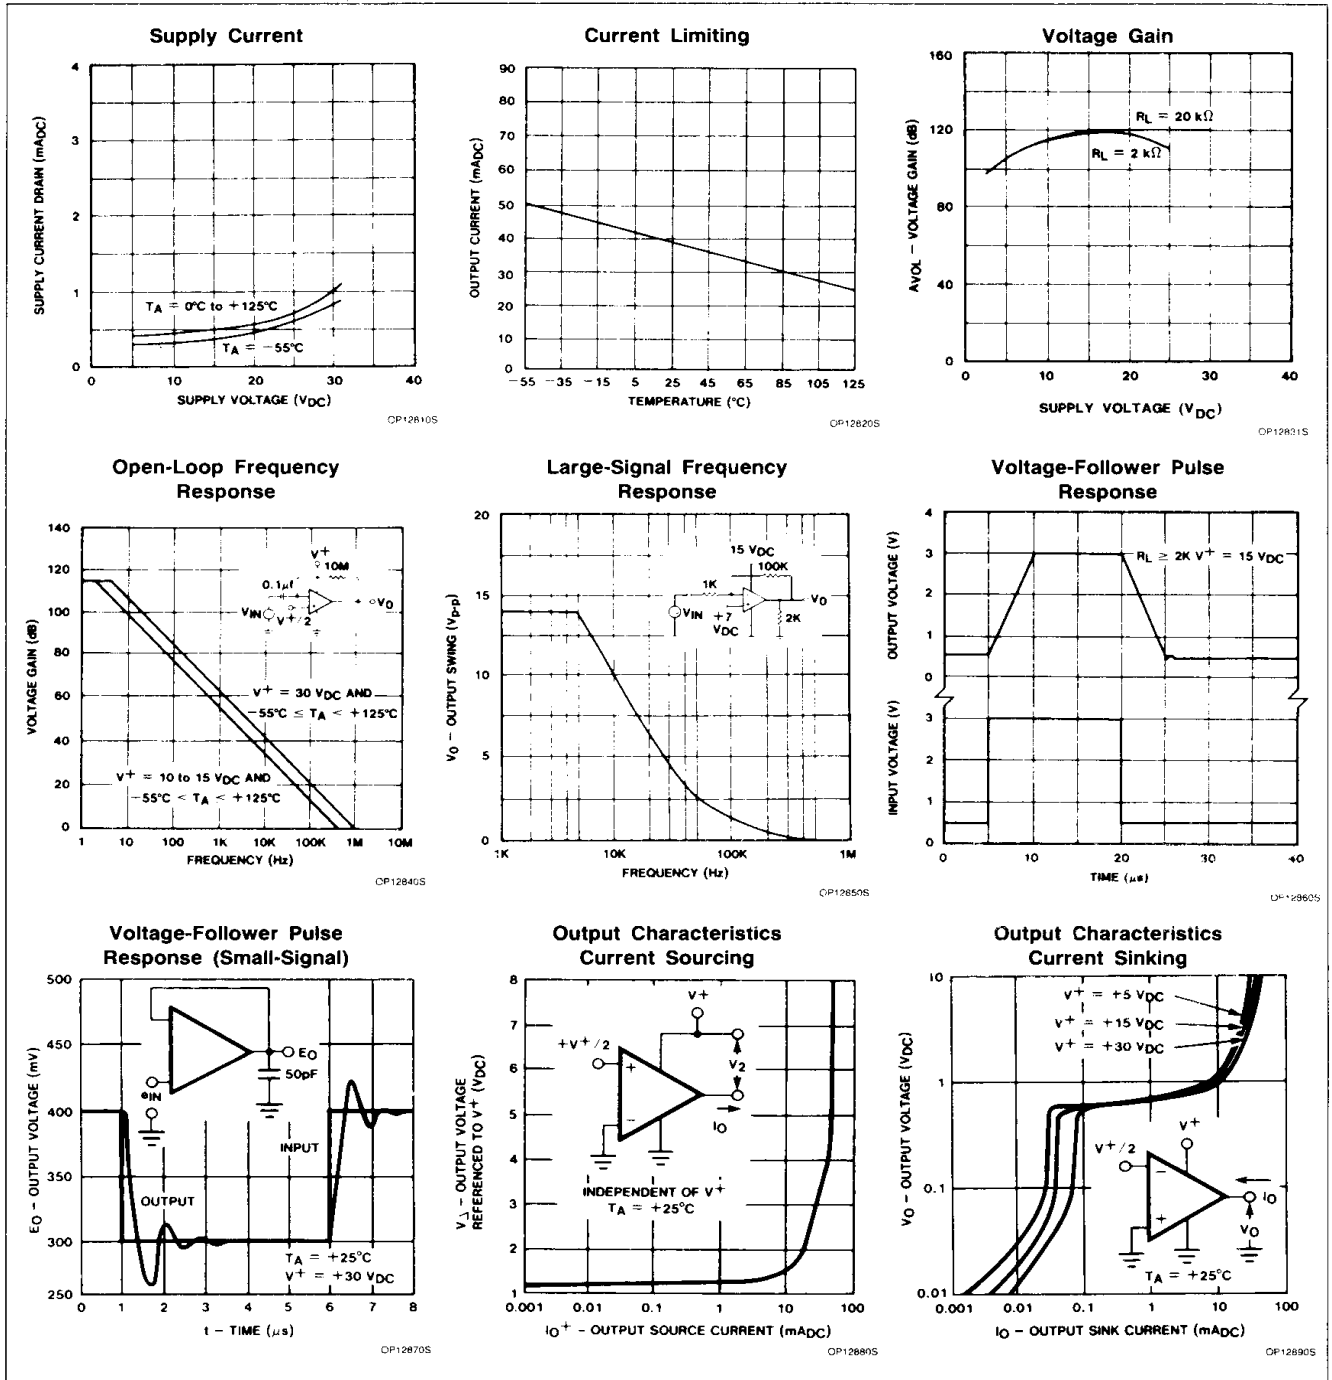 Supply Current
SUPPLY CURRENT DRAIN (mADC)
4
3
2
1
0
TA = 0°C to +125°C
TA = −55°C
0 10 20 30 40
SUPPLY VOLTAGE (VDC)
OP12810S
Current Limiting
OUTPUT CURRENT (mADC)
90
80
70
60
50
40
30
20
10
0
−55 −35 −15 5 25 45 65 85 105 125
TEMPERATURE (°C)
OP12820S
Voltage Gain
AVOL − VOLTAGE GAIN (dB)
160
120
80
40
0
RL = 20 kΩ
RL = 2 kΩ
0 10 20 30 40
SUPPLY VOLTAGE (VDC)
OP12831S
Open-Loop Frequency
Response
VOLTAGE GAIN (dB)
140
120
100
80
60
40
20
0
V+
10M
0.1μf
VIN
V+/2
VO
V+ = 30 VDC AND
−55°C ≤ TA < +125°C
V+ = 10 to 15 VDC AND
−55°C < TA < +125°C
1 10 100 1K 10K 100K 1M 10M
FREQUENCY (Hz)
OP12840S
Large-Signal Frequency
Response
VO − OUTPUT SWING (Vp-p)
20
15
10
5
0
15 VDC
100K
1K
VIN
+7
VDC
VO
2K
1K 10K 100K 1M
FREQUENCY (Hz)
OP12850S
Voltage-Follower Pulse
Response
OUTPUT VOLTAGE (V)
4
3
2
1
0
RL ≥ 2K V+ = 15 VDC
INPUT VOLTAGE (V)
3
2
1
0
0 10 20 30 40
TIME (μs)
OP12860S
Voltage-Follower Pulse
Response (Small-Signal)
EO − OUTPUT VOLTAGE (mV)
500
450
400
350
300
250
EO
50pF
eIN
INPUT
OUTPUT
TA = +25°C
V+ = +30 VDC
0 1 2 3 4 5 6 7 8
t − TIME (μs)
OP12870S
Output Characteristics
Current Sourcing
V△ − OUTPUT VOLTAGE
REFERENCED TO V+ (VDC)
8
7
6
5
4
3
2
1
V+
+V+/2
+
−
V2
IO
INDEPENDENT OF V+
TA = +25°C
0.001 0.01 0.1 1 10 100
IO+ − OUTPUT SOURCE CURRENT (mADC)
OP12880S
Output Characteristics
Current Sinking
VO − OUTPUT VOLTAGE (VDC)
10
1
0.1
0.01
V+ = +5 VDC
V+ = +15 VDC
V+ = +30 VDC
V+
V+/2
−
+
IO
VO
TA = +25°C
0.001 0.01 0.1 1 10 100
IO − OUTPUT SINK CURRENT (mADC)
OP12890S